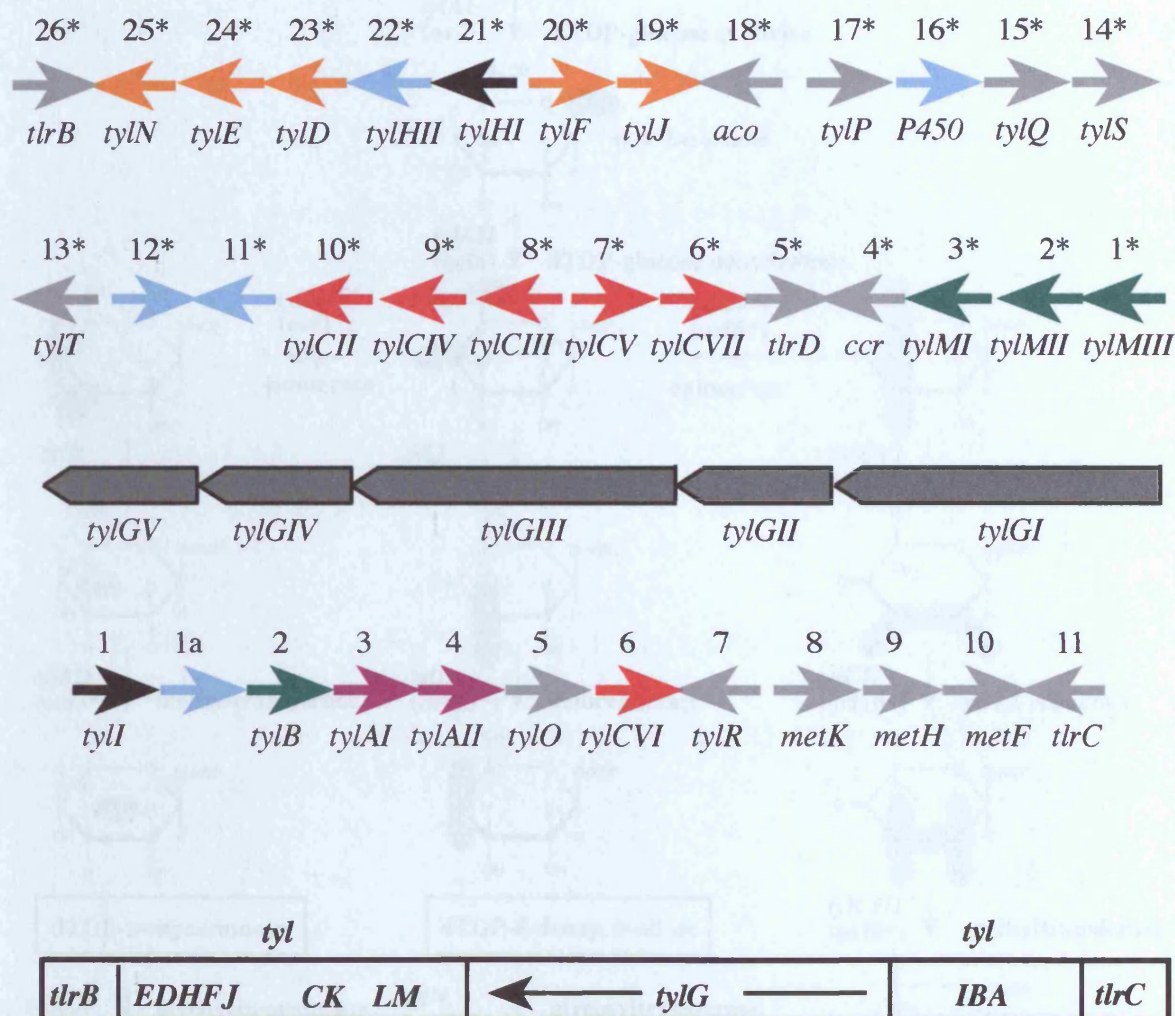 26* 25* 24* 23* 22* 21* 20* 19* 18* 17* 16* 15* 14*
tlrB tylN tylE tylD tylHII tylHI tylF tylJ aco tylP P450 tylQ tylS
13* 12* 11* 10* 9* 8* 7* 6* 5* 4* 3* 2* 1*
tylT tylCII tylCIV tylCIII tylCV tylCVII tlrD ccr tylMI tylMII tylMIII
tylGV tylGIV tylGIII tylGII tylGI
1 1a 2 3 4 5 6 7 8 9 10 11
tylI tylB tylAI tylAII tylO tylCVI tylR metK metH metF tlrC
tyl tyl
tlrB EDHFJ CK LM tylG IBA tlrC